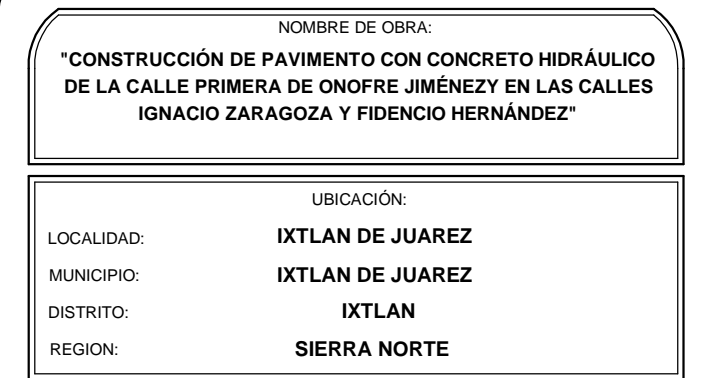 NOMBRE DE OBRA:
"CONSTRUCCIÓN DE PAVIMENTO CON CONCRETO HIDRÁULICO
DE LA CALLE PRIMERA DE ONOFRE JIMÉNEZY EN LAS CALLES
IGNACIO ZARAGOZA Y FIDENCIO HERNÁNDEZ"
UBICACIÓN:
LOCALIDAD: IXTLAN DE JUAREZ
MUNICIPIO: IXTLAN DE JUAREZ
DISTRITO: IXTLAN
REGION: SIERRA NORTE